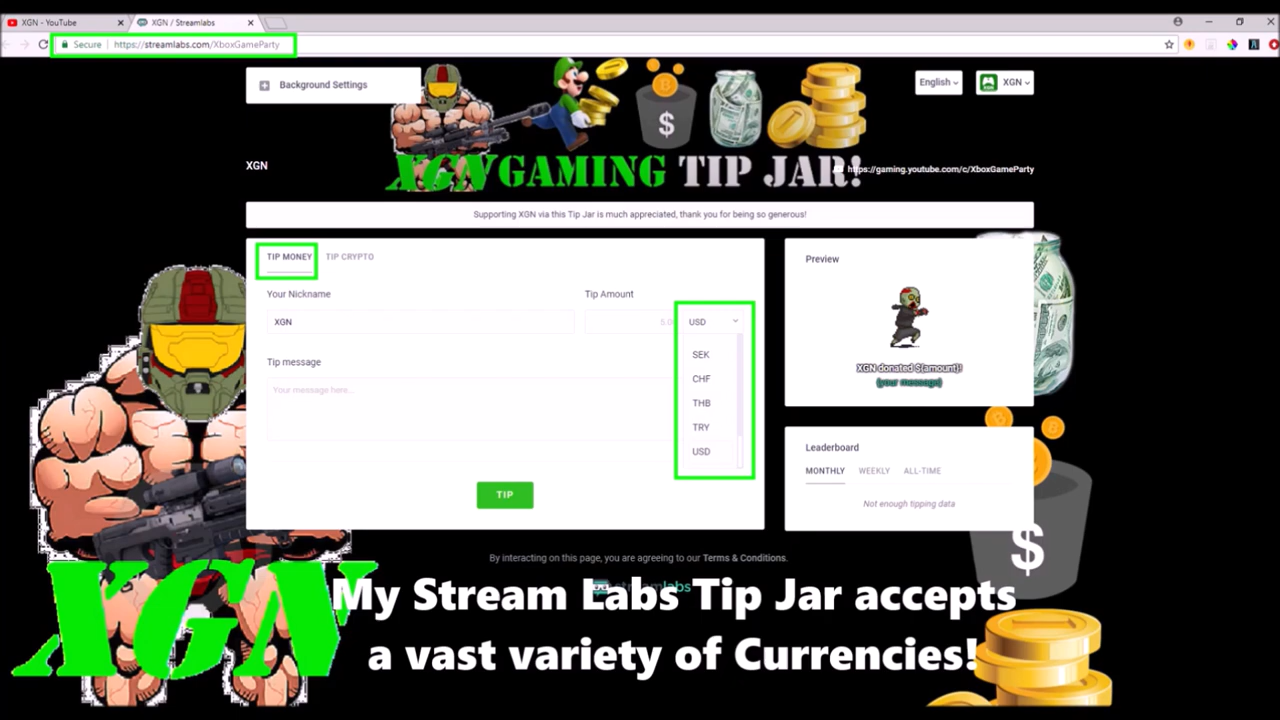 XGN - YouTube
XGN / Streamlabs
Secure | https://streamlabs.com/XboxGameParty
Background Settings
English
XGN
$
XGN GAMING TIP JAR!
XGN
https://gaming.youtube.com/c/XboxGameParty
Supporting XGN via this Tip Jar is much appreciated, thank you for being so generous!
TIP MONEY
TIP CRYPTO
Your Nickname
Tip Amount
XGN
5.0
USD
SEK
CHF
THB
TRY
USD
Tip message
Your message here...
TIP
Preview
XGN donated ${amount}!
{your message}
Leaderboard
MONTHLY WEEKLY ALL-TIME
Not enough tipping data
$
By interacting on this page, you are agreeing to our Terms & Conditions.
streamlabs
XGN
My Stream Labs Tip Jar accepts
a vast variety of Currencies!